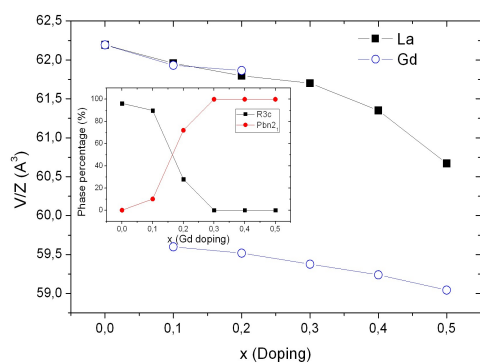 62,5
62,0
61,5
61,0
60,5
60,0
59,5
59,0
V/Z (A³)
0,0 0,1 0,2 0,3 0,4 0,5
x (Doping)
La
Gd
100
80
60
40
20
0
Phase percentage (%)
0,0 0,1 0,2 0,3 0,4 0,5
x (Gd doping)
R3c
Pbn2₁